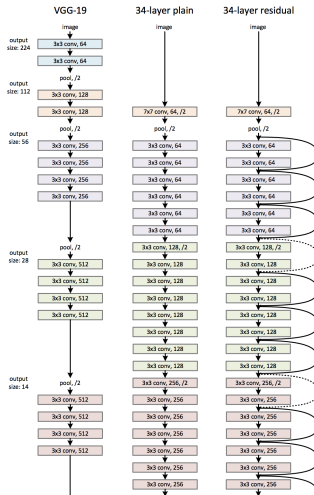 VGG-19
image
output
size: 224
3x3 conv, 64
3x3 conv, 64
pool, /2
output
size: 112
3x3 conv, 128
3x3 conv, 128
pool, /2
output
size: 56
3x3 conv, 256
3x3 conv, 256
3x3 conv, 256
3x3 conv, 256
pool, /2
output
size: 28
3x3 conv, 512
3x3 conv, 512
3x3 conv, 512
3x3 conv, 512
output
size: 14
pool, /2
3x3 conv, 512
3x3 conv, 512
3x3 conv, 512
3x3 conv, 512
34-layer plain
image
7x7 conv, 64, /2
pool, /2
3x3 conv, 64
3x3 conv, 64
3x3 conv, 64
3x3 conv, 64
3x3 conv, 64
3x3 conv, 64
3x3 conv, 128, /2
3x3 conv, 128
3x3 conv, 128
3x3 conv, 128
3x3 conv, 128
3x3 conv, 128
3x3 conv, 128
3x3 conv, 128
3x3 conv, 256, /2
3x3 conv, 256
3x3 conv, 256
3x3 conv, 256
3x3 conv, 256
3x3 conv, 256
3x3 conv, 256
34-layer residual
image
7x7 conv, 64, /2
pool, /2
3x3 conv, 64
3x3 conv, 64
3x3 conv, 64
3x3 conv, 64
3x3 conv, 64
3x3 conv, 64
3x3 conv, 128, /2
3x3 conv, 128
3x3 conv, 128
3x3 conv, 128
3x3 conv, 128
3x3 conv, 128
3x3 conv, 128
3x3 conv, 128
3x3 conv, 256, /2
3x3 conv, 256
3x3 conv, 256
3x3 conv, 256
3x3 conv, 256
3x3 conv, 256
3x3 conv, 256